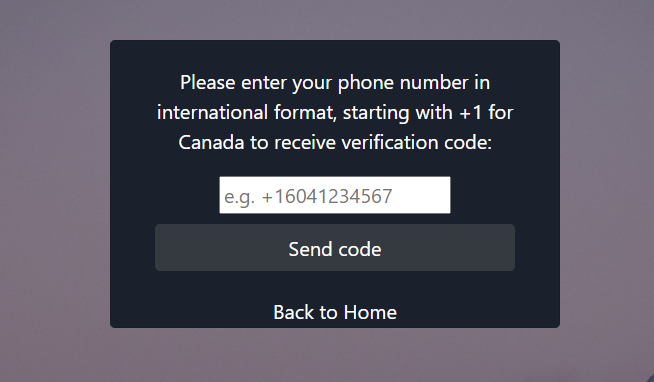 Please enter your phone number in
international format, starting with +1 for
Canada to receive verification code:
e.g. +16041234567
Send code
Back to Home